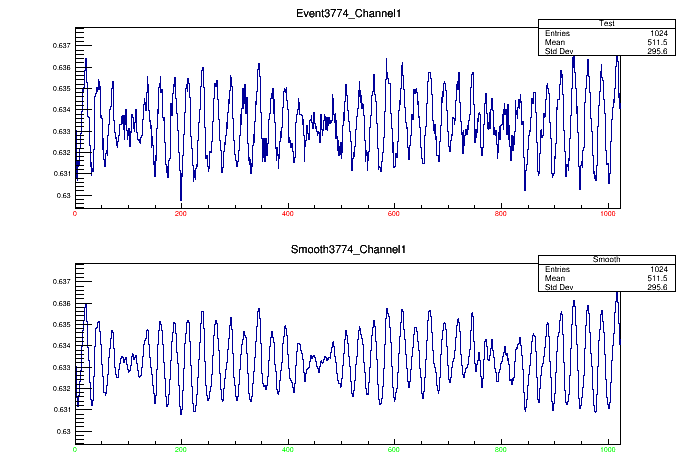 Event3774_Channel1
Test
Entries 1024
Mean 511.5
Std Dev 295.6
0.637
0.636
0.635
0.634
0.633
0.632
0.631
0.63
0 200 400 600 800 1000
Smooth3774_Channel1
Smooth
Entries 1024
Mean 511.5
Std Dev 295.6
0.637
0.636
0.635
0.634
0.633
0.632
0.631
0.63
0 200 400 600 800 1000